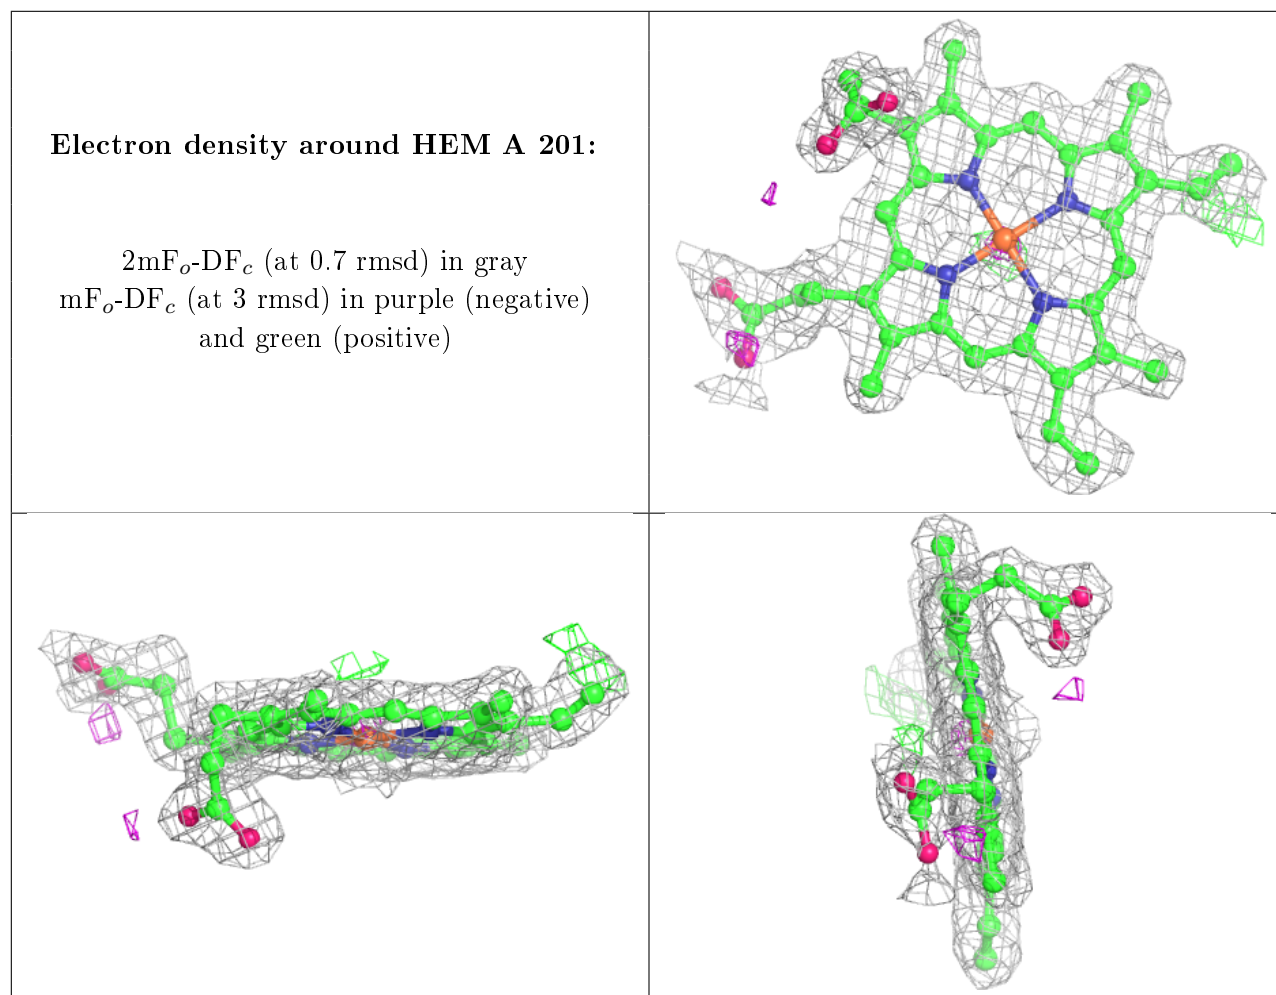 Electron density around HEM A 201:
2mFo-DFc (at 0.7 rmsd) in gray
mFo-DFc (at 3 rmsd) in purple (negative)
and green (positive)